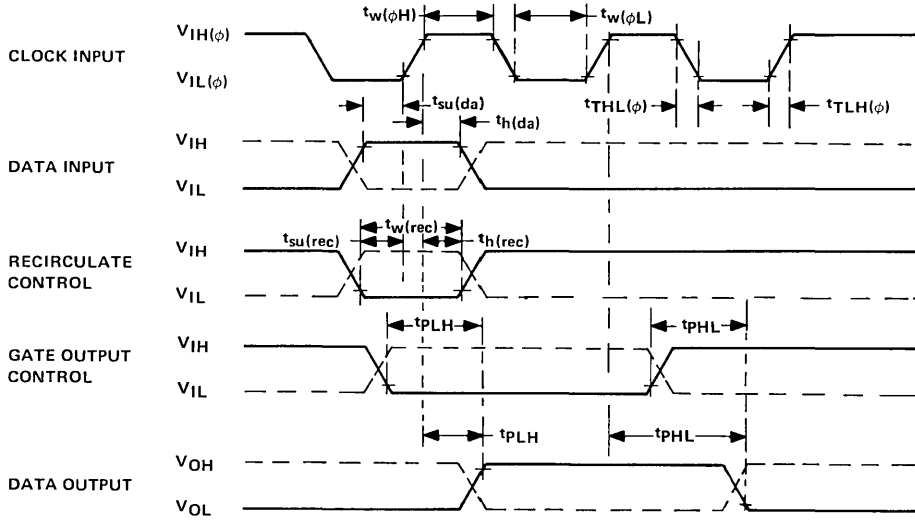 tw(ϕH) tw(ϕL)
VIH(ϕ)
CLOCK INPUT
VIL(ϕ)
tsu(da) tTHL(ϕ) tTLH(ϕ)
th(da)
VIH
DATA INPUT
VIL
tw(rec)
VIH tsu(rec) th(rec)
RECIRCULATE
CONTROL
VIL
tPLH tPHL
VIH
GATE OUTPUT
CONTROL
VIL
tPLH tPHL
VOH
DATA OUTPUT
VOL